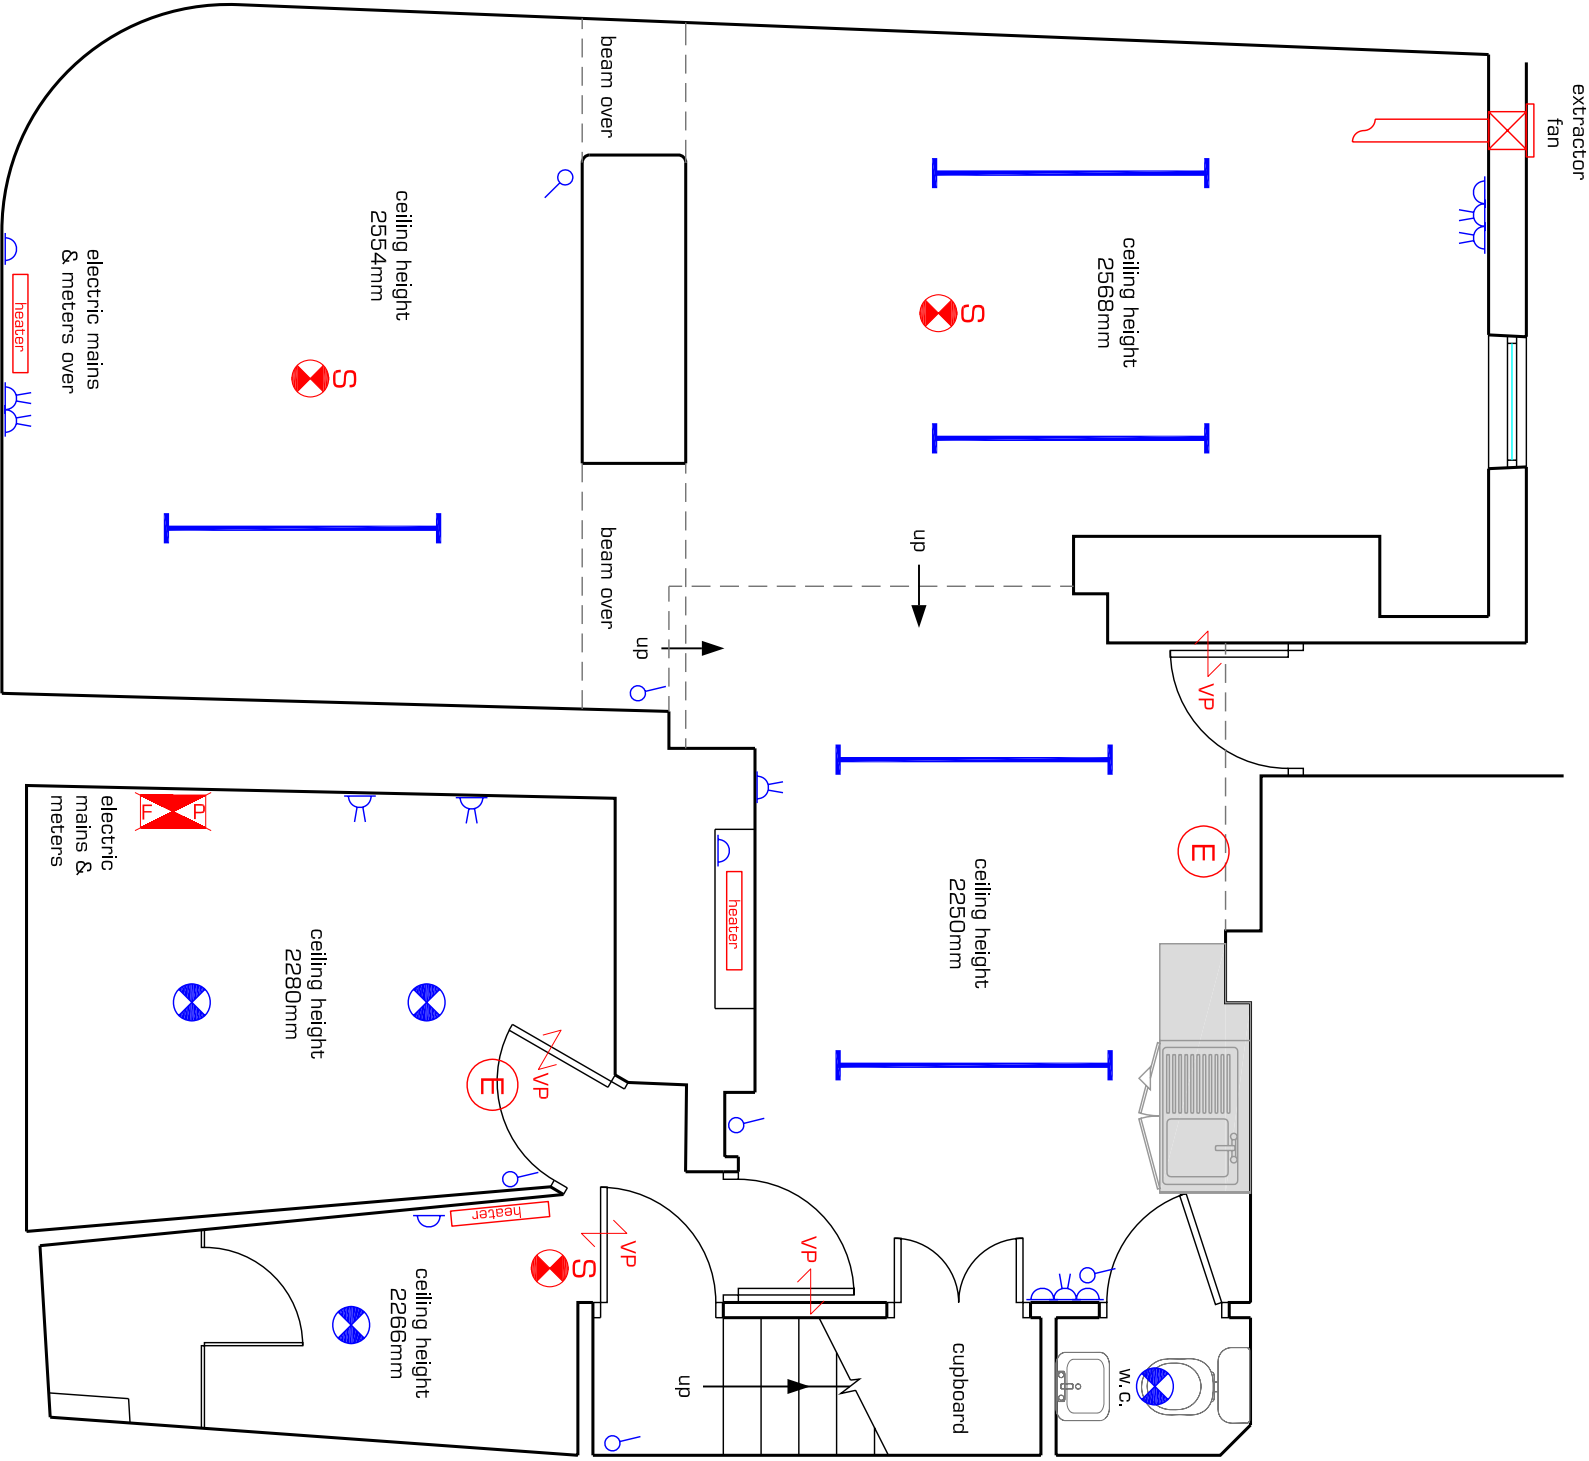 extractor
fan
beam over
ceiling height
2568mm
S
ceiling height
2554mm
S
electric mains
& meters over
heater
beam over
up
up
VP
E
ceiling height
2250mm
heater
electric
mains &
meters
F P
ceiling height
2280mm
VP
E
heater
S
VP
VP
ceiling height
2266mm
up
cupboard
w.c.